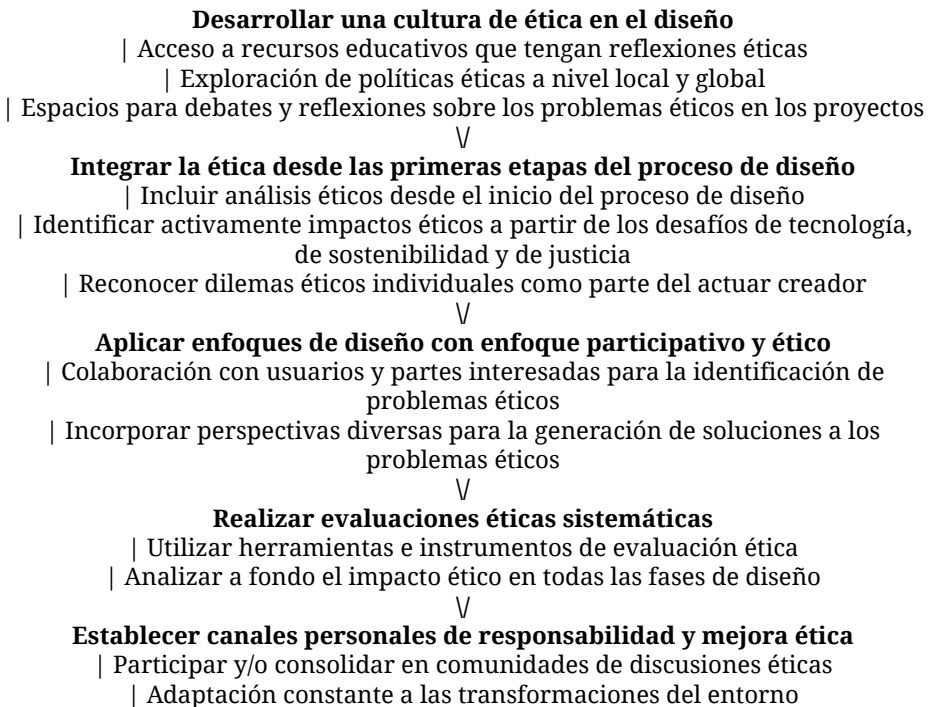 Desarrollar una cultura de ética en el diseño
| Acceso a recursos educativos que tengan reflexiones éticas
| Exploración de políticas éticas a nivel local y global
| Espacios para debates y reflexiones sobre los problemas éticos en los proyectos
\/
Integrar la ética desde las primeras etapas del proceso de diseño
| Incluir análisis éticos desde el inicio del proceso de diseño
| Identificar activamente impactos éticos a partir de los desafíos de tecnología,
de sostenibilidad y de justicia
| Reconocer dilemas éticos individuales como parte del actuar creador
\/
Aplicar enfoques de diseño con enfoque participativo y ético
| Colaboración con usuarios y partes interesadas para la identificación de
problemas éticos
| Incorporar perspectivas diversas para la generación de soluciones a los
problemas éticos
\/
Realizar evaluaciones éticas sistemáticas
| Utilizar herramientas e instrumentos de evaluación ética
| Analizar a fondo el impacto ético en todas las fases de diseño
\/
Establecer canales personales de responsabilidad y mejora ética
| Participar y/o consolidar en comunidades de discusiones éticas
| Adaptación constante a las transformaciones del entorno